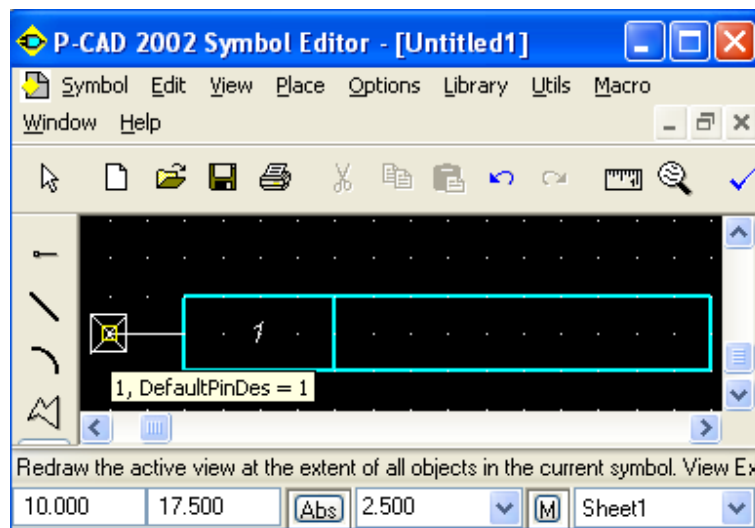 P-CAD 2002 Symbol Editor - [Untitled1]
Symbol Edit View Place Options Library Utils Macro
Window Help
1
1, DefaultPinDes = 1
Redraw the active view at the extent of all objects in the current symbol. View Ex
10.000 17.500 Abs 2.500 M Sheet1